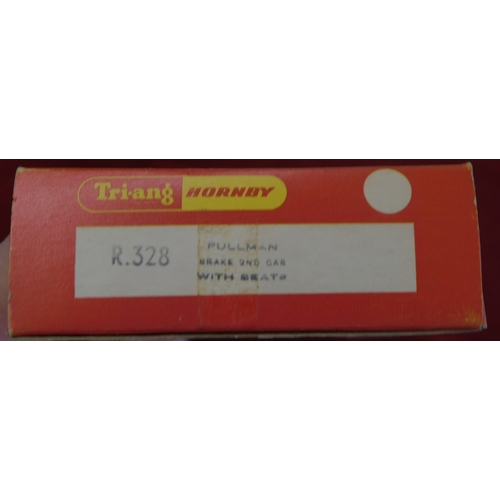 Tri-ang HORNBY
R.328
PULLMAN
BRAKE 2ND CAR
WITH SEATS